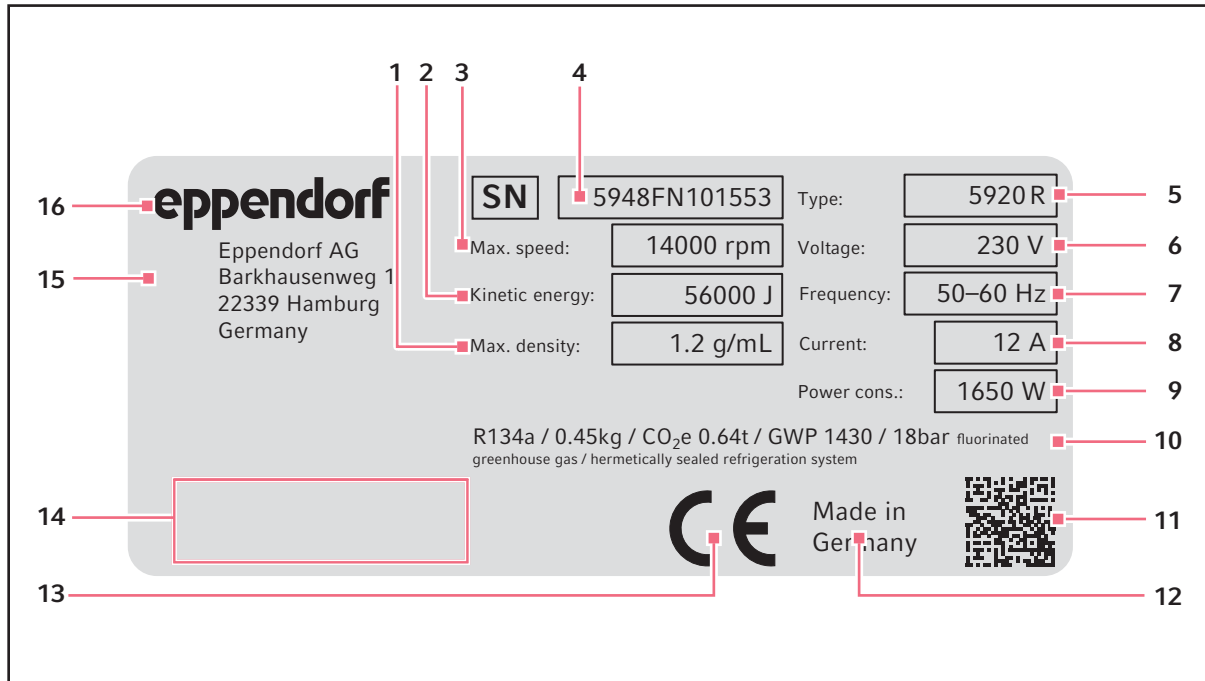 1 2 3 4
16 eppendorf SN 5948FN101553 Type: 5920 R 5
15 Eppendorf AG Max. speed: 14000 rpm Voltage: 230 V 6
Barkhausenweg 1 Kinetic energy: 56000 J Frequency: 50–60 Hz 7
22339 Hamburg
Germany Max. density: 1.2 g/mL Current: 12 A 8
Power cons.: 1650 W 9
R134a / 0.45kg / CO₂e 0.64t / GWP 1430 / 18bar fluorinated 10
greenhouse gas / hermetically sealed refrigeration system
14 CE Made in 11
Germany
13 12